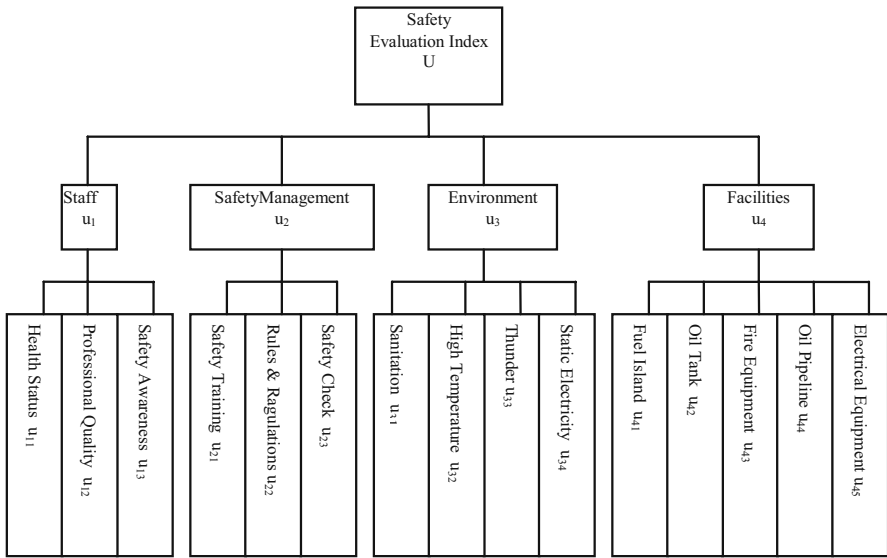 Safety
Evaluation Index
U
Staff
u₁
SafetyManagement
u₂
Environment
u₃
Facilities
u₄
Health Status u₁₁
Professional Quality u₁₂
Safety Awareness u₁₃
Safety Training u₂₁
Rules & Ragulations u₂₂
Safety Check u₂₃
Sanitation u₃₁
High Temperature u₃₂
Thunder u₃₃
Static Electricity u₃₄
Fuel Island u₄₁
Oil Tank u₄₂
Fire Equipment u₄₃
Oil Pipeline u₄₄
Electrical Equipment u₄₅